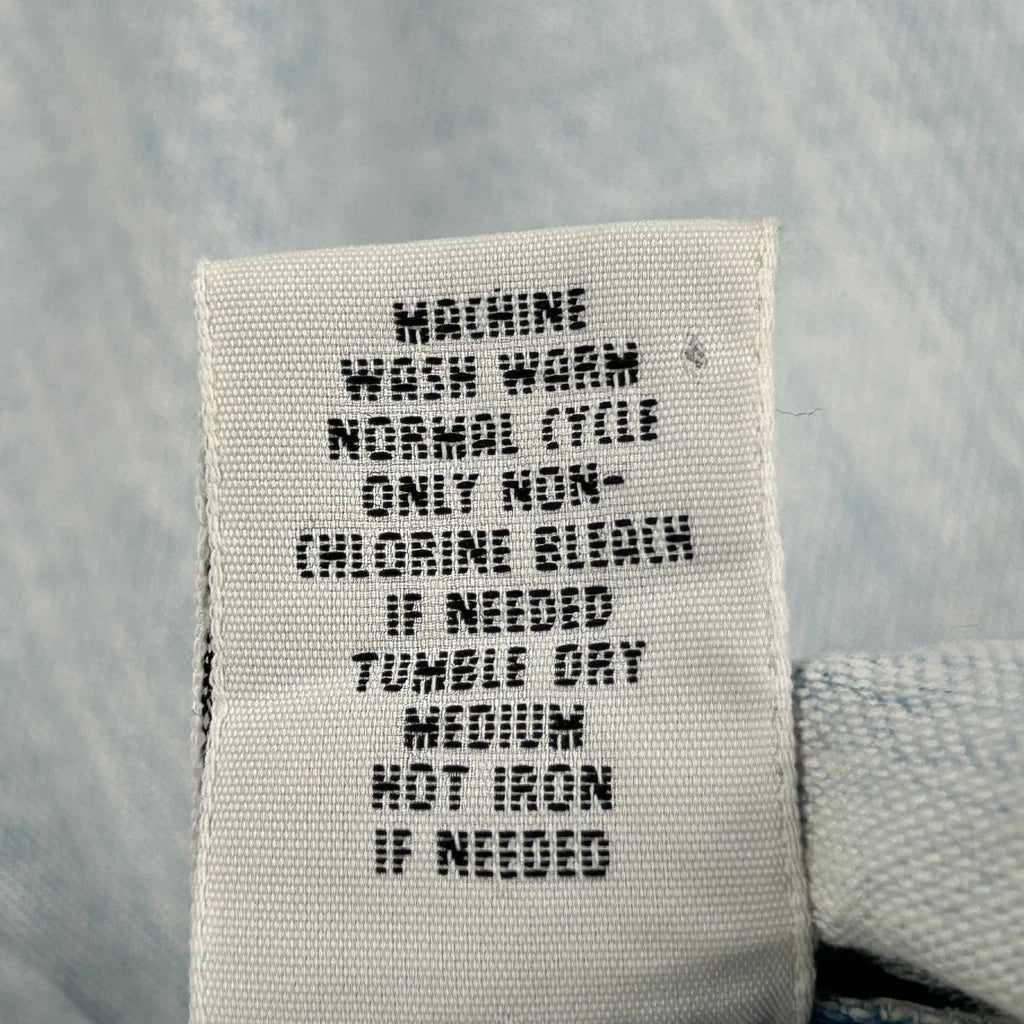 MACHINE
WASH WARM
NORMAL CYCLE
ONLY NON-
CHLORINE BLEACH
IF NEEDED
TUMBLE DRY
MEDIUM
HOT IRON
IF NEEDED